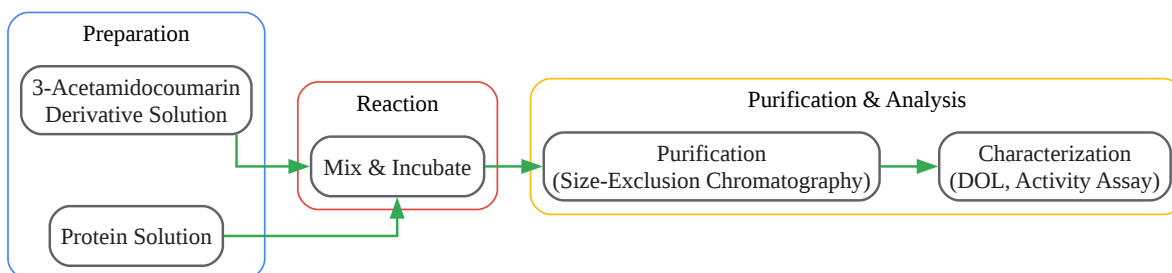 Preparation
3-Acetamidocoumarin
Derivative Solution
Protein Solution
Reaction
Mix & Incubate
Purification & Analysis
Purification
(Size-Exclusion Chromatography)
Characterization
(DOL, Activity Assay)